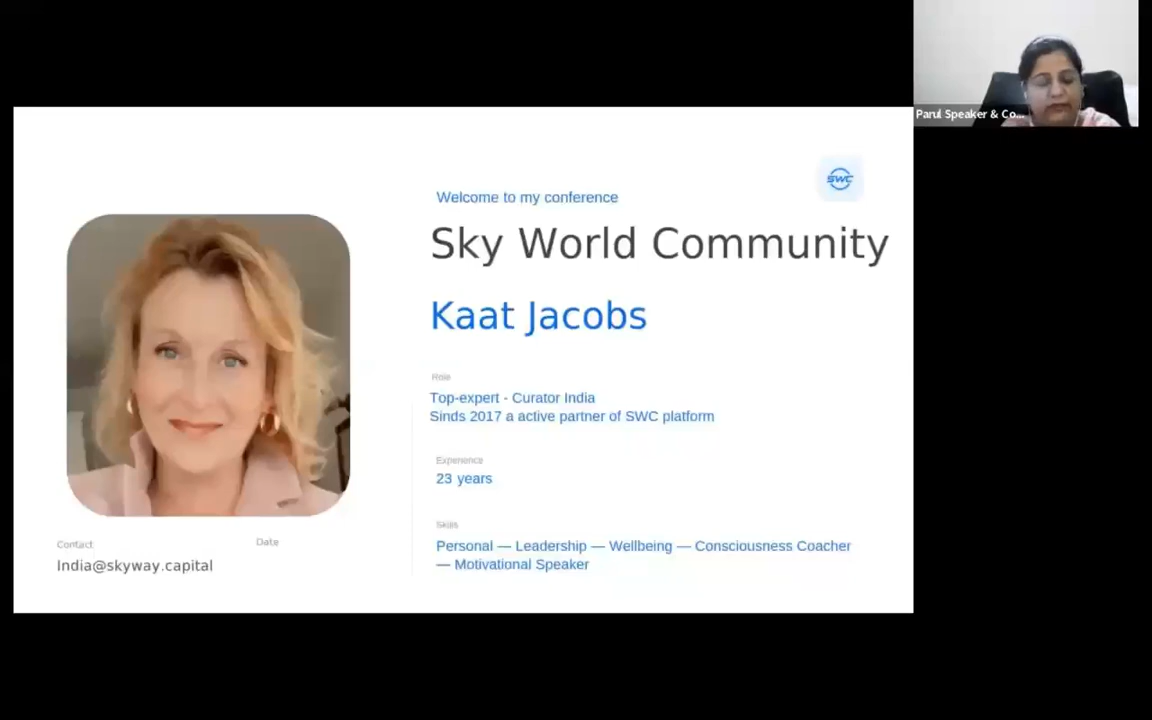 Parul Speaker & Co...
SWC
Welcome to my conference
Sky World Community
Kaat Jacobs
Role
Top-expert - Curator India
Sinds 2017 a active partner of SWC platform
Experience
23 years
Skills
Personal — Leadership — Wellbeing — Consciousness Coacher
— Motivational Speaker
Contact
Date
India@skyway.capital